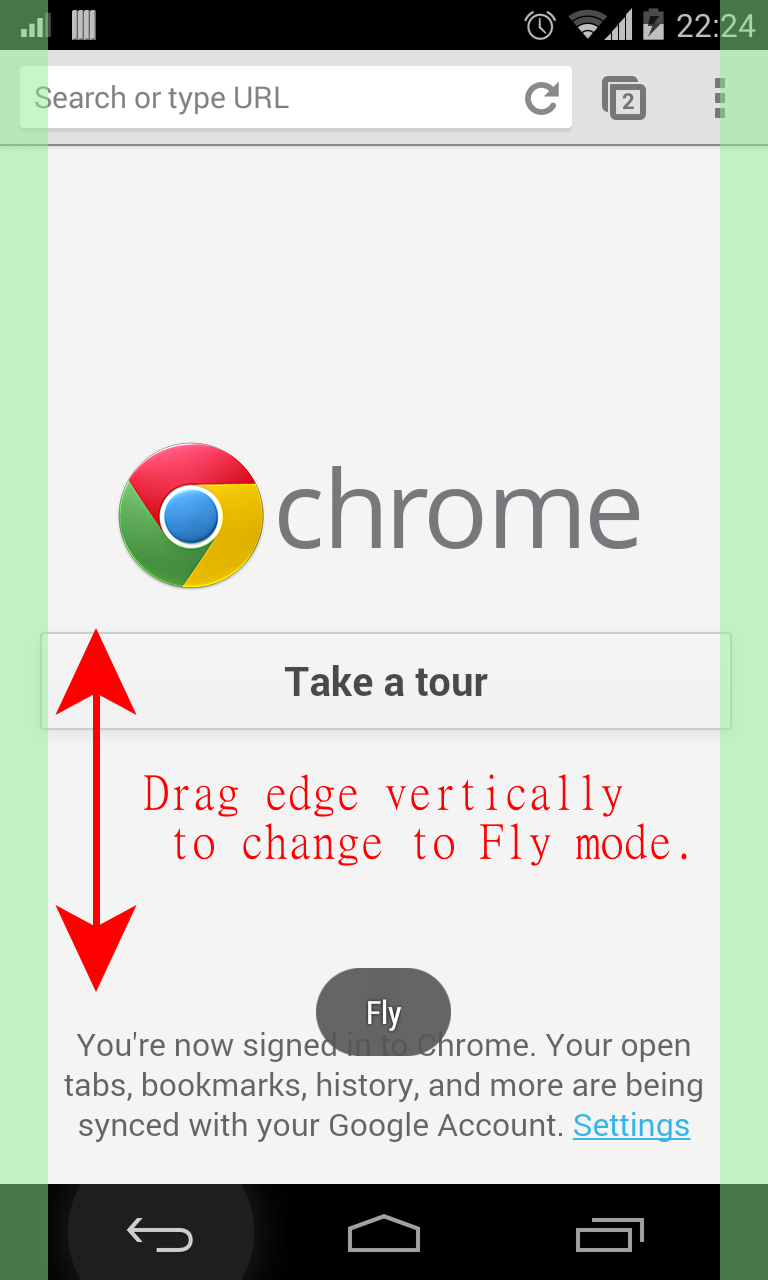 22:24
Search or type URL
2
chrome
Take a tour
Drag edge vertically
to change to Fly mode.
Fly
You're now signed in to Chrome. Your open
tabs, bookmarks, history, and more are being
synced with your Google Account. Settings